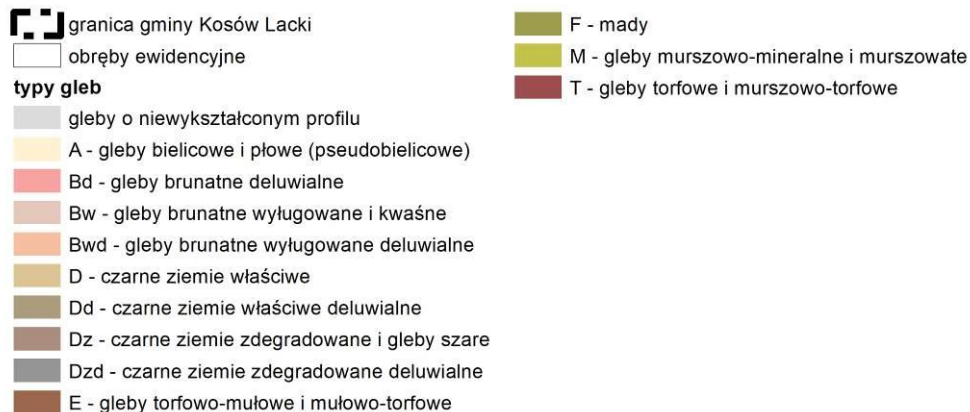 granica gminy Kosów Lacki
obręby ewidencyjne
typy gleb
gleby o niewykształconym profilu
A - gleby bielicowe i płowe (pseudobielicowe)
Bd - gleby brunatne deluwialne
Bw - gleby brunatne wyługowane i kwaśne
Bwd - gleby brunatne wyługowane deluwialne
D - czarne ziemie właściwe
Dd - czarne ziemie właściwe deluwialne
Dz - czarne ziemie zdegradowane i gleby szare
Dzd - czarne ziemie zdegradowane deluwialne
E - gleby torfowo-mułowe i mułowo-torfowe
F - mady
M - gleby murszowo-mineralne i murszowate
T - gleby torfowe i murszowo-torfowe